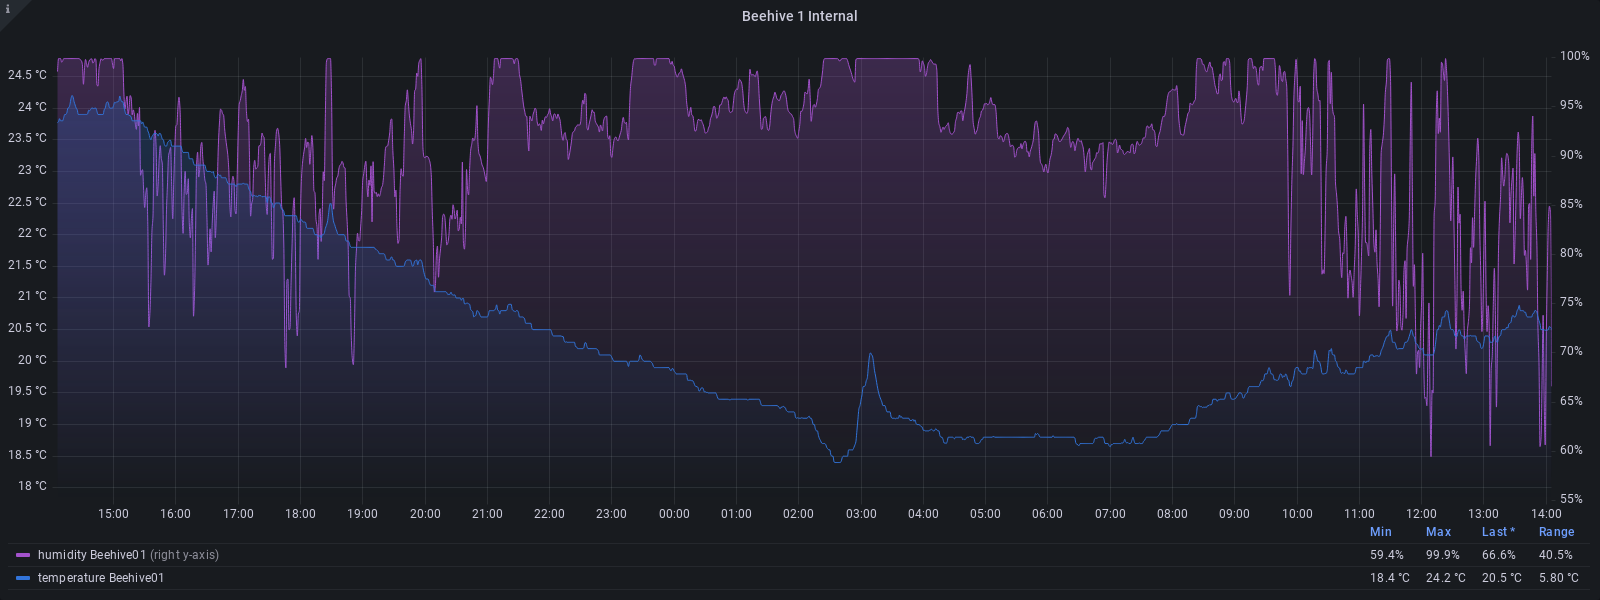 i
Beehive 1 Internal
24.5 °C
24 °C
23.5 °C
23 °C
22.5 °C
22 °C
21.5 °C
21 °C
20.5 °C
20 °C
19.5 °C
19 °C
18.5 °C
18 °C
100%
95%
90%
85%
80%
75%
70%
65%
60%
55%
15:00 16:00 17:00 18:00 19:00 20:00 21:00 22:00 23:00 00:00 01:00 02:00 03:00 04:00 05:00 06:00 07:00 08:00 09:00 10:00 11:00 12:00 13:00 14:00
Min Max Last * Range
humidity Beehive01 (right y-axis) 59.4% 99.9% 66.6% 40.5%
temperature Beehive01 18.4 °C 24.2 °C 20.5 °C 5.80 °C